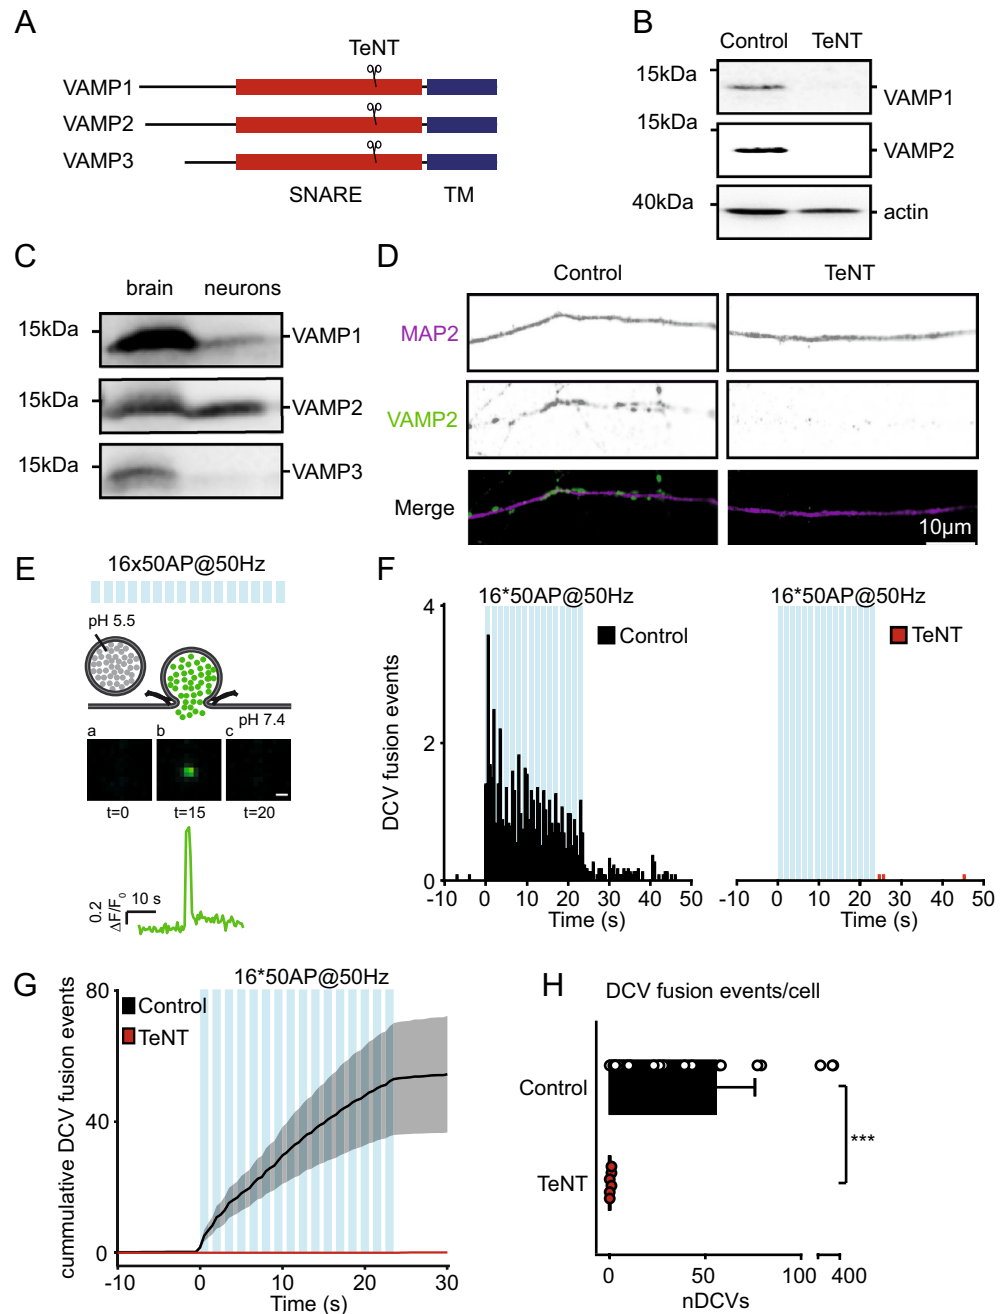 A
TeNT
VAMP1
VAMP2
VAMP3
SNARE TM
B
Control TeNT
15kDa
VAMP1
15kDa
VAMP2
40kDa
actin
C
brain neurons
15kDa
VAMP1
15kDa
VAMP2
15kDa
VAMP3
D
Control TeNT
MAP2
VAMP2
Merge
10µm
E
16x50AP@50Hz
pH 5.5
pH 7.4
a b c
t=0 t=15 t=20
0.2
ΔF/F0
10 s
F
16*50AP@50Hz 16*50AP@50Hz
Control TeNT
DCV fusion events
4
2
0
-10 0 10 20 30 40 50
-10 0 10 20 30 40 50
Time (s) Time (s)
G
16*50AP@50Hz
Control
TeNT
cummulative DCV fusion events
80
40
0
-10 0 10 20 30
Time (s)
H
DCV fusion events/cell
Control
TeNT
***
0 50 100 400
nDCVs